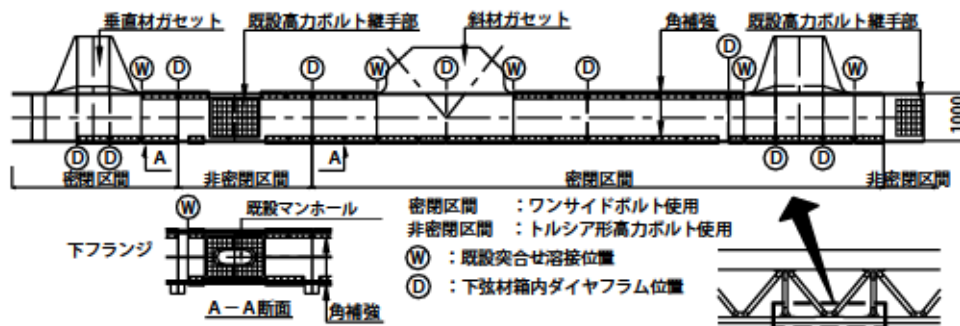 垂直材ガセット 既設高力ボルト継手部 斜材ガセット 角補強 既設高力ボルト継手部
D
W D D W D W D W W
1000
D D A A D D
密閉区間 非密閉区間 密閉区間 非密閉区間
W 既設マンホール
下フランジ
A－A断面 角補強
密閉区間 ：ワンサイドボルト使用
非密閉区間 ：トルシア形高力ボルト使用
W ：既設突合せ溶接位置
D ：下弦材箱内ダイヤフラム位置